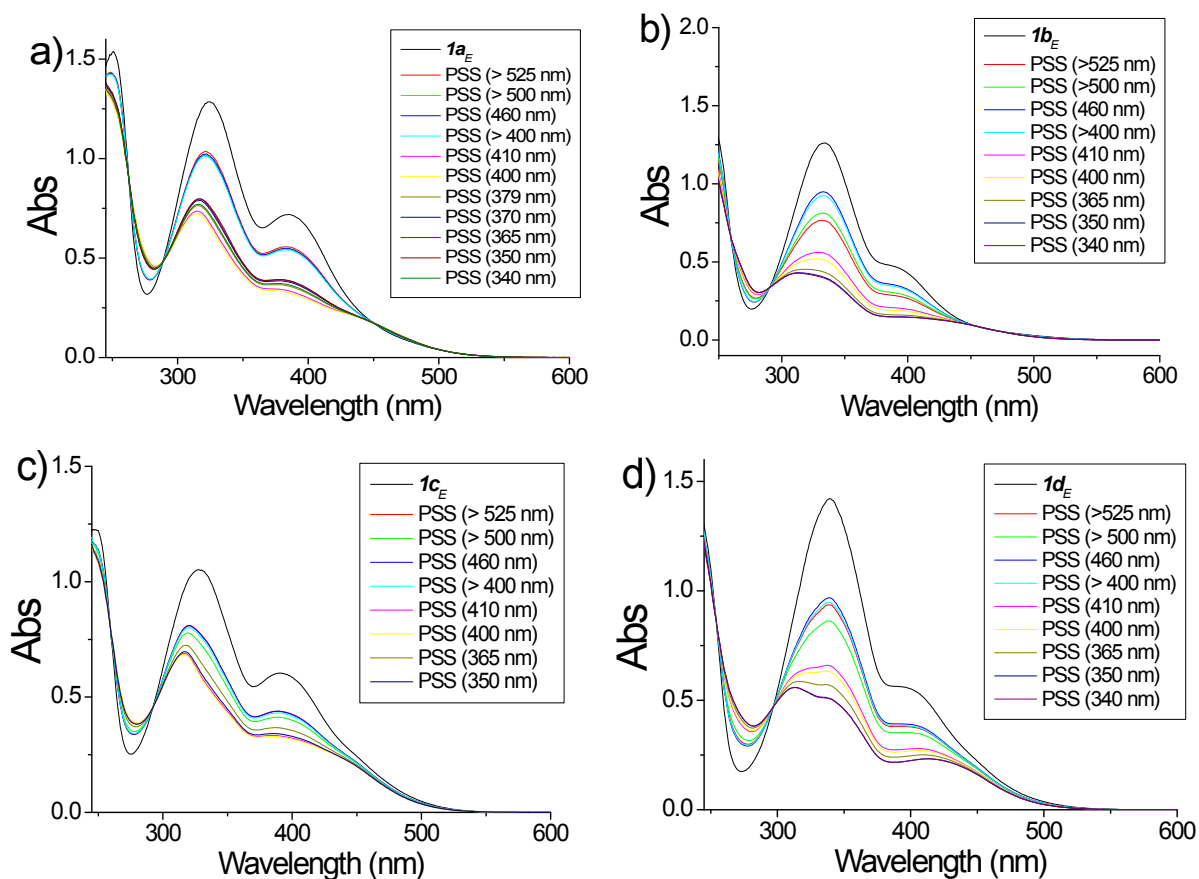 a)
1.5
1.0
0.5
0.0
Abs
300
400
500
600
Wavelength (nm)
1a_E
PSS (> 525 nm)
PSS (> 500 nm)
PSS (460 nm)
PSS (> 400 nm)
PSS (410 nm)
PSS (400 nm)
PSS (379 nm)
PSS (370 nm)
PSS (365 nm)
PSS (350 nm)
PSS (340 nm)
b)
2.0
1.5
1.0
0.5
0.0
Abs
300
400
500
600
Wavelength (nm)
1b_E
PSS (>525 nm)
PSS (>500 nm)
PSS (460 nm)
PSS (>400 nm)
PSS (410 nm)
PSS (400 nm)
PSS (365 nm)
PSS (350 nm)
PSS (340 nm)
c)
1.5
1.0
0.5
0.0
Abs
300
400
500
600
Wavelength (nm)
1c_E
PSS (> 525 nm)
PSS (> 500 nm)
PSS (460 nm)
PSS (> 400 nm)
PSS (410 nm)
PSS (400 nm)
PSS (365 nm)
PSS (350 nm)
d)
1.5
1.0
0.5
0.0
Abs
300
400
500
600
Wavelength (nm)
1d_E
PSS (>525 nm)
PSS (> 500 nm)
PSS (460 nm)
PSS (> 400 nm)
PSS (410 nm)
PSS (400 nm)
PSS (365 nm)
PSS (350 nm)
PSS (340 nm)